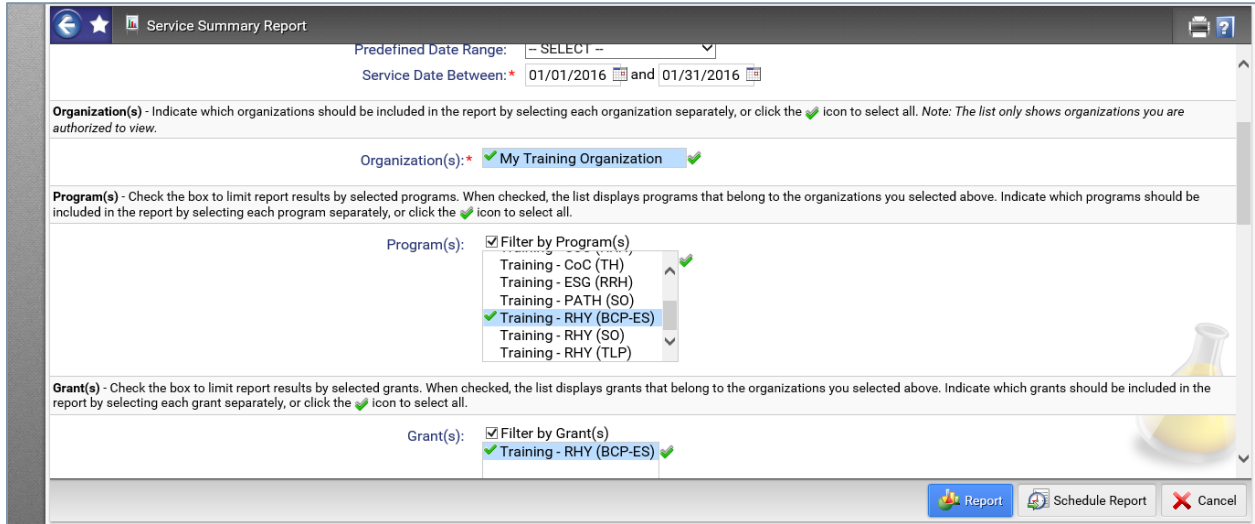 Service Summary Report
?
Predefined Date Range: -- SELECT --
Service Date Between:* 01/01/2016 and 01/31/2016
Organization(s) - Indicate which organizations should be included in the report by selecting each organization separately, or click the icon to select all. Note: The list only shows organizations you are
authorized to view.
Organization(s):* My Training Organization
Program(s) - Check the box to limit report results by selected programs. When checked, the list displays programs that belong to the organizations you selected above. Indicate which programs should be
included in the report by selecting each program separately, or click the icon to select all.
Program(s): Filter by Program(s)
Training - CoC (TH)
Training - ESG (RRH)
Training - PATH (SO)
Training - RHY (BCP-ES)
Training - RHY (SO)
Training - RHY (TLP)
Grant(s) - Check the box to limit report results by selected grants. When checked, the list displays grants that belong to the organizations you selected above. Indicate which grants should be included in the
report by selecting each grant separately, or click the icon to select all.
Grant(s): Filter by Grant(s)
Training - RHY (BCP-ES)
Report Schedule Report Cancel